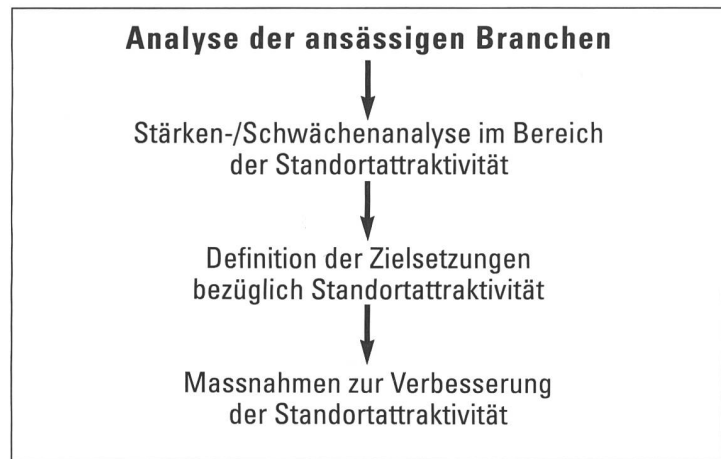 Analyse der ansässigen Branchen
Stärken-/Schwächenanalyse im Bereich
der Standortattraktivität
Definition der Zielsetzungen
bezüglich Standortattraktivität
Massnahmen zur Verbesserung
der Standortattraktivität